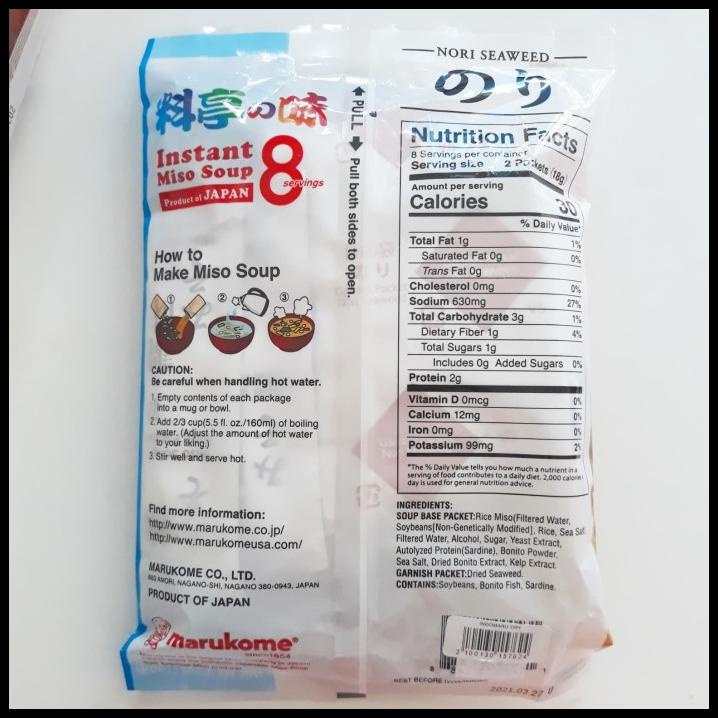 料亭の味
Instant
Miso Soup
8
servings
Product of JAPAN
How to
Make Miso Soup
① ② ③
CAUTION:
Be careful when handling hot water.
1. Empty contents of each package
into a mug or bowl.
2. Add 2/3 cup(5.5 fl. oz./160ml) of boiling
water. (Adjust the amount of hot water
to your liking.)
3. Stir well and serve hot.
Find more information:
http://www.marukome.co.jp/
http://www.marukomeusa.com/
MARUKOME CO., LTD.
AMORI, NAGANO-SHI, NAGANO 380-0943, JAPAN
PRODUCT OF JAPAN
marukome®
since1854
PULL
Pull both sides to open.
NORI SEAWEED
のり
Nutrition Facts
8 Servings per container
Serving size 2 Packets (18g)
Amount per serving
Calories 30
% Daily Value*
Total Fat 1g 1%
Saturated Fat 0g 0%
Trans Fat 0g
Cholesterol 0mg 0%
Sodium 630mg 27%
Total Carbohydrate 3g 1%
Dietary Fiber 1g 4%
Total Sugars 1g
Includes 0g Added Sugars 0%
Protein 2g
Vitamin D 0mcg 0%
Calcium 12mg 0%
Iron 0mg 0%
Potassium 99mg 2%
*The % Daily Value tells you how much a nutrient in a
serving of food contributes to a daily diet. 2,000 calories
day is used for general nutrition advice.
INGREDIENTS:
SOUP BASE PACKET:Rice Miso(Filtered Water,
Soybeans[Non-Genetically Modified], Rice, Sea Salt
Filtered Water, Alcohol, Sugar, Yeast Extract,
Autolyzed Protein(Sardine), Bonito Powder,
Sea Salt, Dried Bonito Extract, Kelp Extract.
GARNISH PACKET:Dried Seaweed.
CONTAINS:Soybeans, Bonito Fish, Sardine.
2 100130 157824
BEST BEFORE
2021.03.27